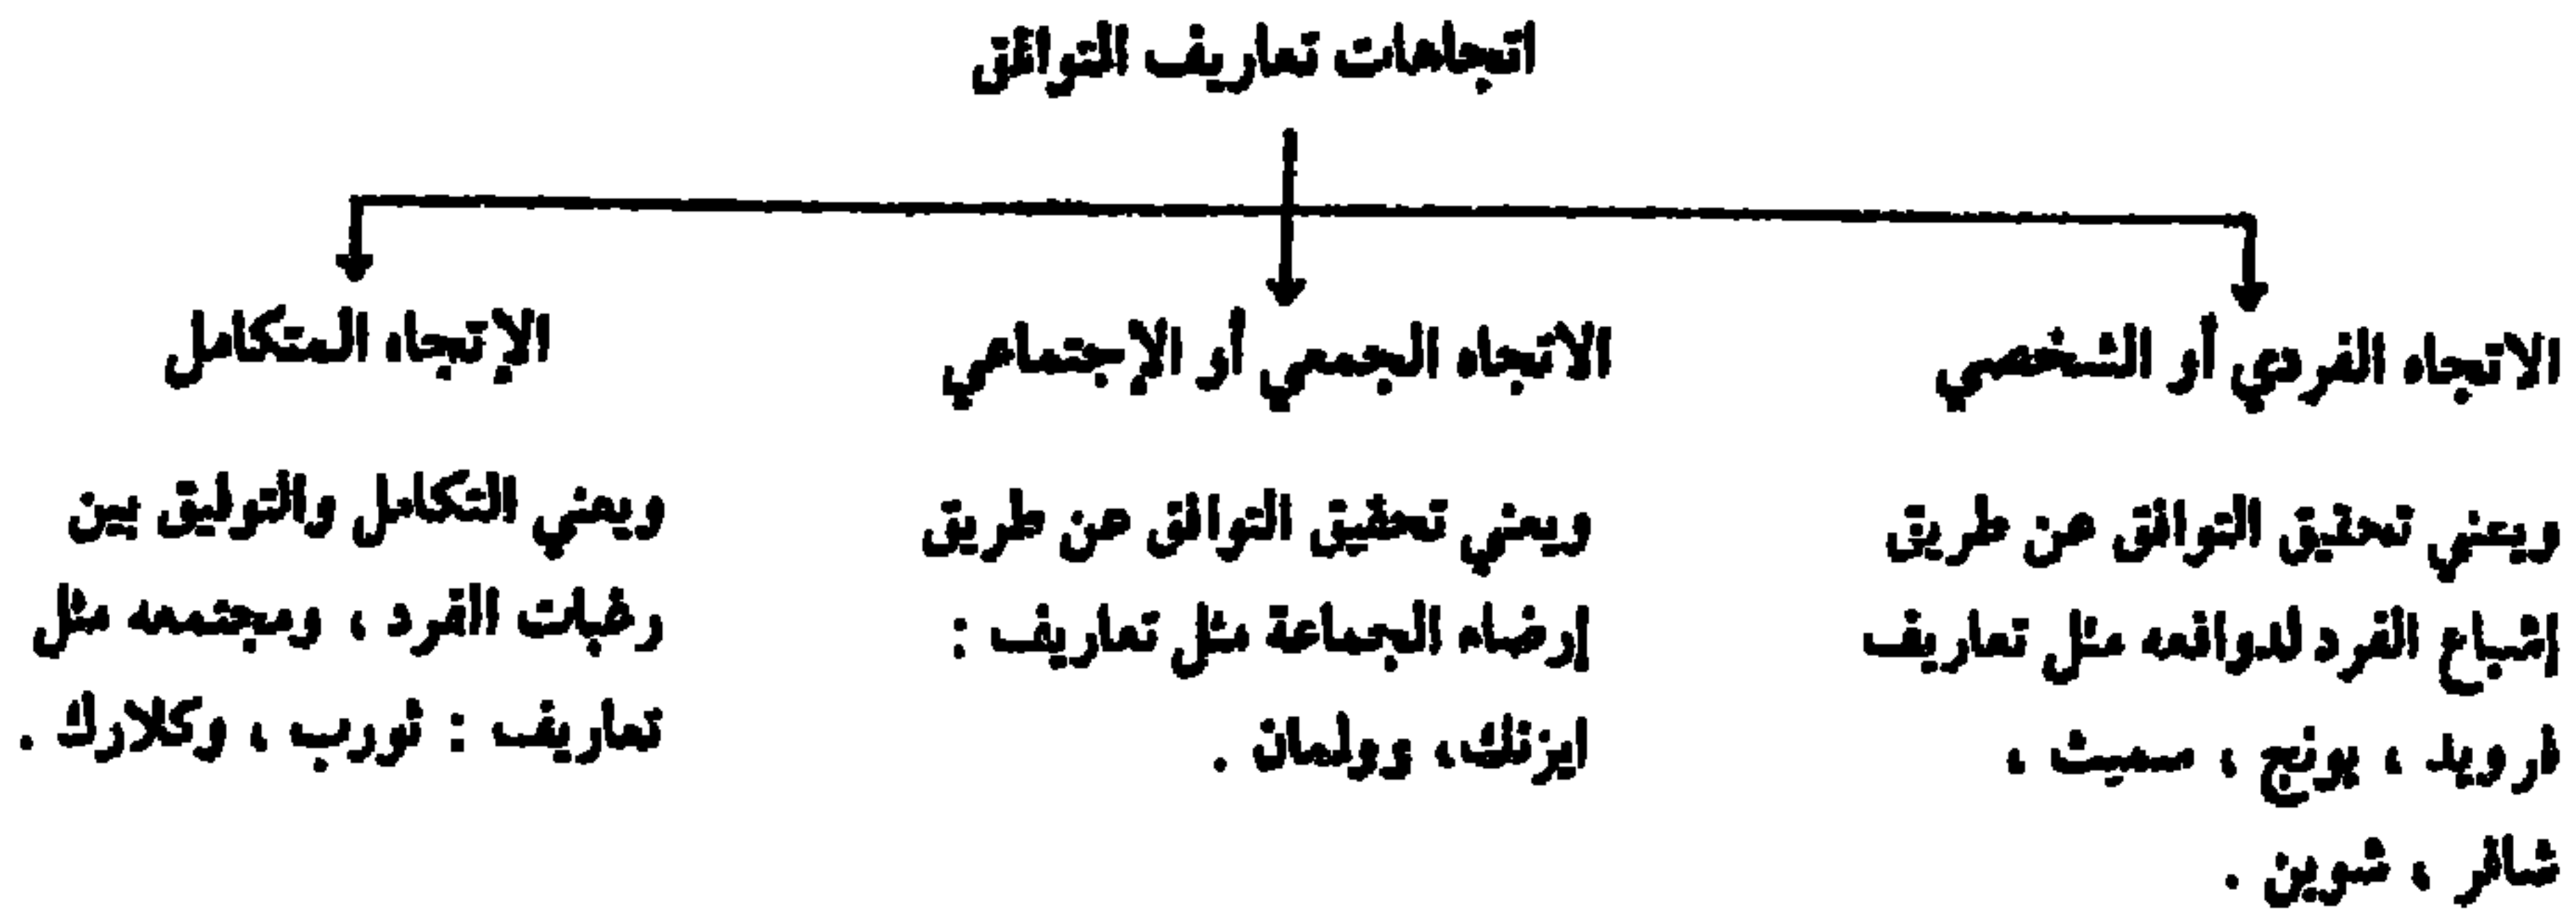 اتجاهات تعاريف التوافق
الاتجاه الفردي أو الشخصي
ويعني تحقيق التوافق عن طريق
إشباع الفرد لدوافعه مثل تعاريف
فرويد ، يونج ، سميث ،
شافر ، شوين .
الاتجاه الجمعي أو الإجتماعي
ويعني تحقيق التوافق عن طريق
إرضاء الجماعة مثل تعاريف :
ايزنك، وولمان .
الإتجاه المتكامل
ويعني التكامل والتوفيق بين
رغبات الفرد ، ومجتمعه مثل
تعاريف : ثورب ، وكلارك .